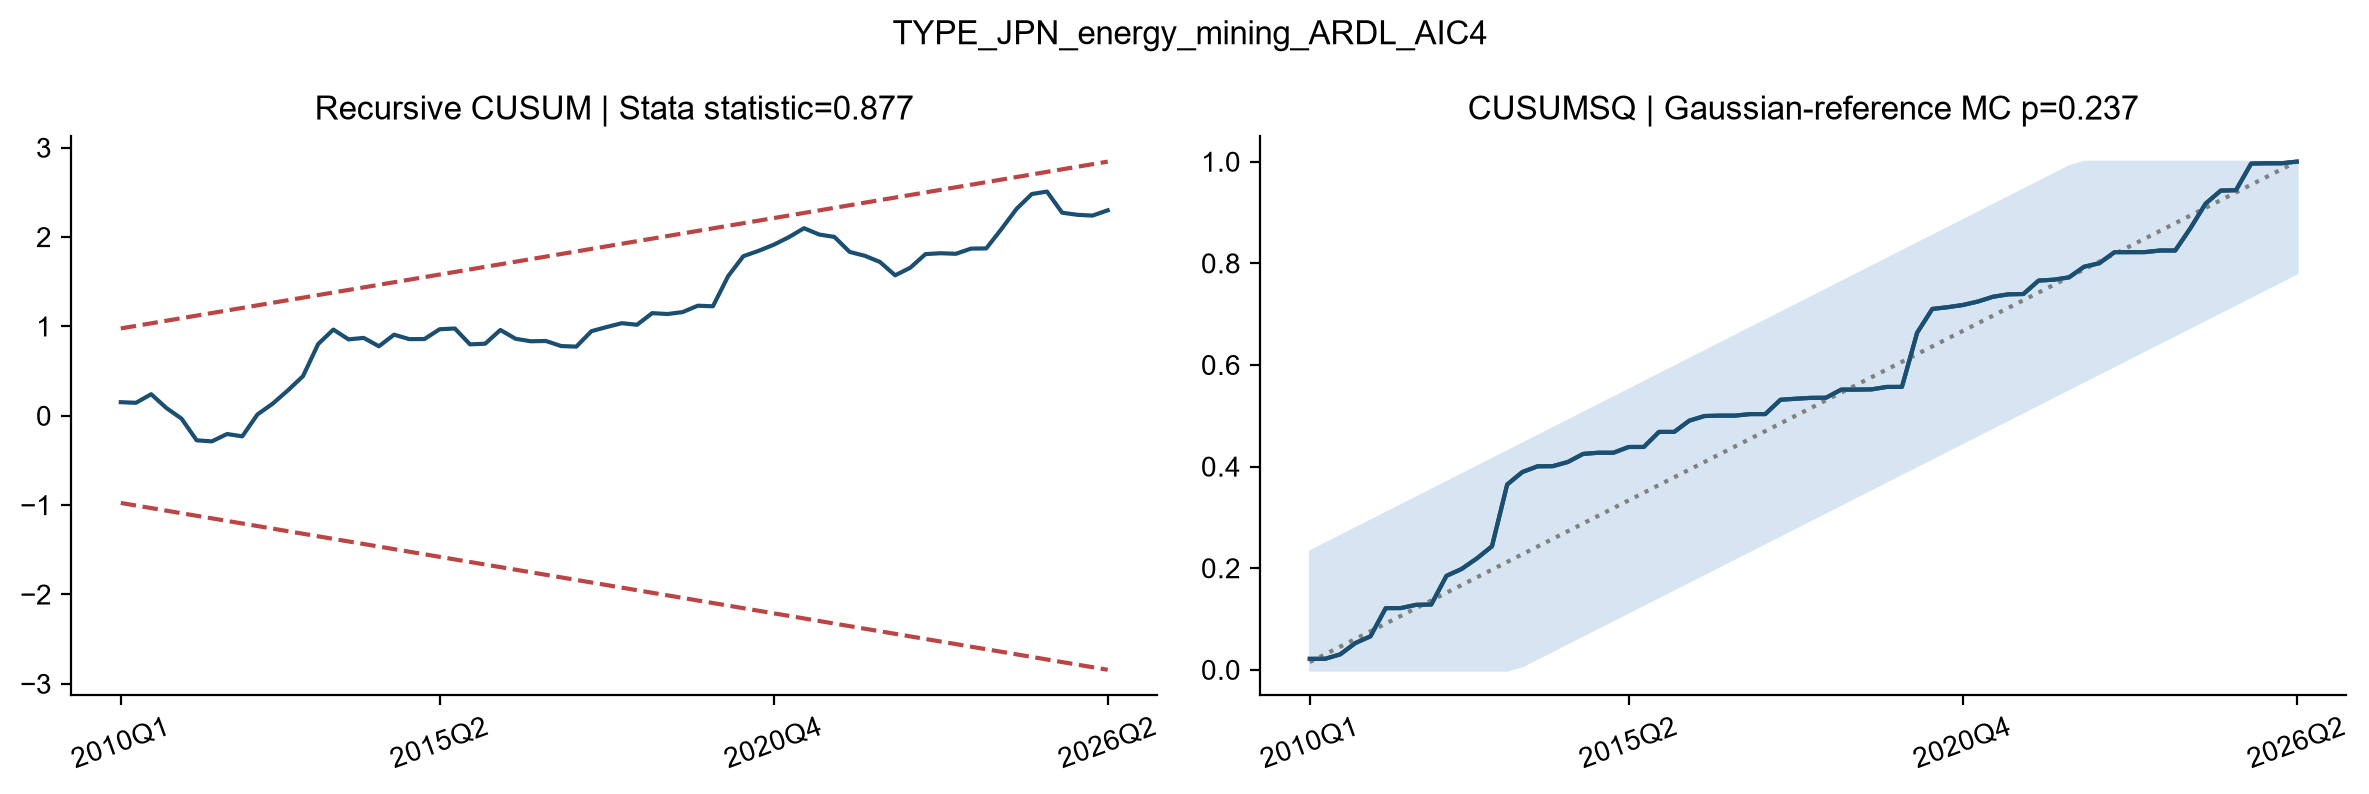 TYPE_JPN_energy_mining_ARDL_AIC4
Recursive CUSUM | Stata statistic=0.877
3
2
1
0
−1
−2
−3
2010Q1
2015Q2
2020Q4
2026Q2
CUSUMSQ | Gaussian-reference MC p=0.237
1.0
0.8
0.6
0.4
0.2
0.0
2010Q1
2015Q2
2020Q4
2026Q2